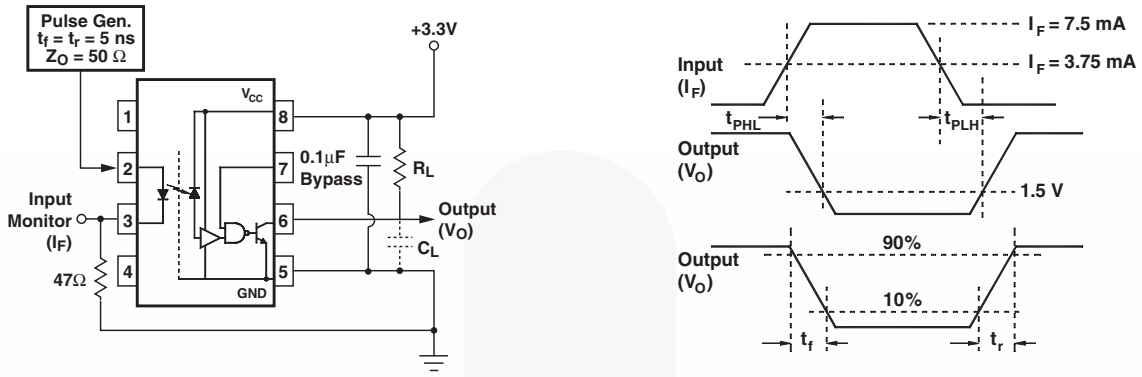 Pulse Gen.
tf = tr = 5 ns
ZO = 50 Ω
+3.3V
1
2
3
4
VCC
8
7
6
5
GND
0.1μF
Bypass
RL
CL
Output
(VO)
Input
Monitor
(IF)
47Ω
Input
(IF)
IF = 7.5 mA
IF = 3.75 mA
tPHL
tPLH
Output
(VO)
1.5 V
Output
(VO)
90%
10%
tf
tr